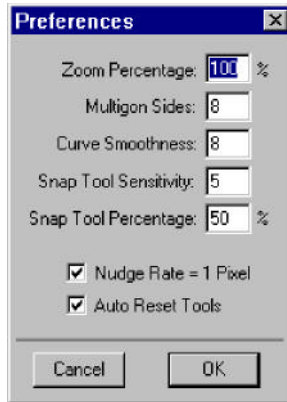 Preferences
Zoom Percentage: 100 %
Multigon Sides: 8
Curve Smoothness: 8
Snap Tool Sensitivity: 5
Snap Tool Percentage: 50 %
Nudge Rate = 1 Pixel
Auto Reset Tools
Cancel OK